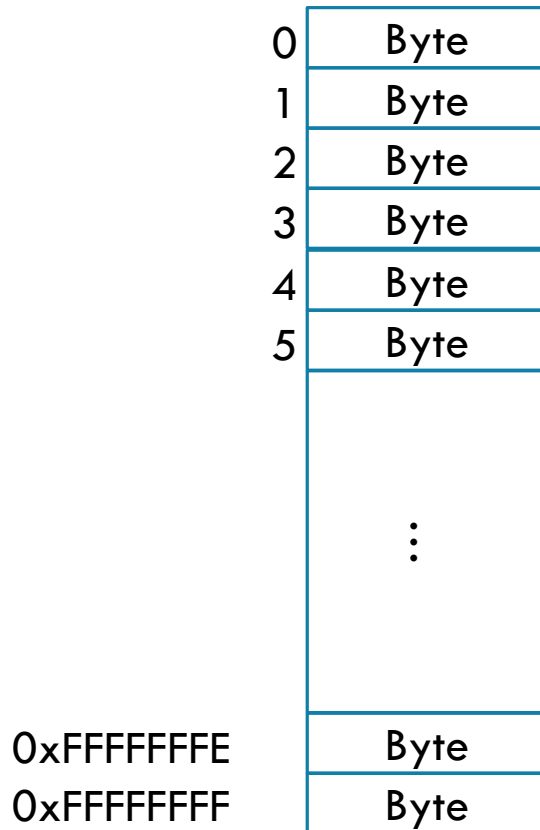 0 Byte
1 Byte
2 Byte
3 Byte
4 Byte
5 Byte
⋮
0xFFFFFFFE Byte
0xFFFFFFFF Byte